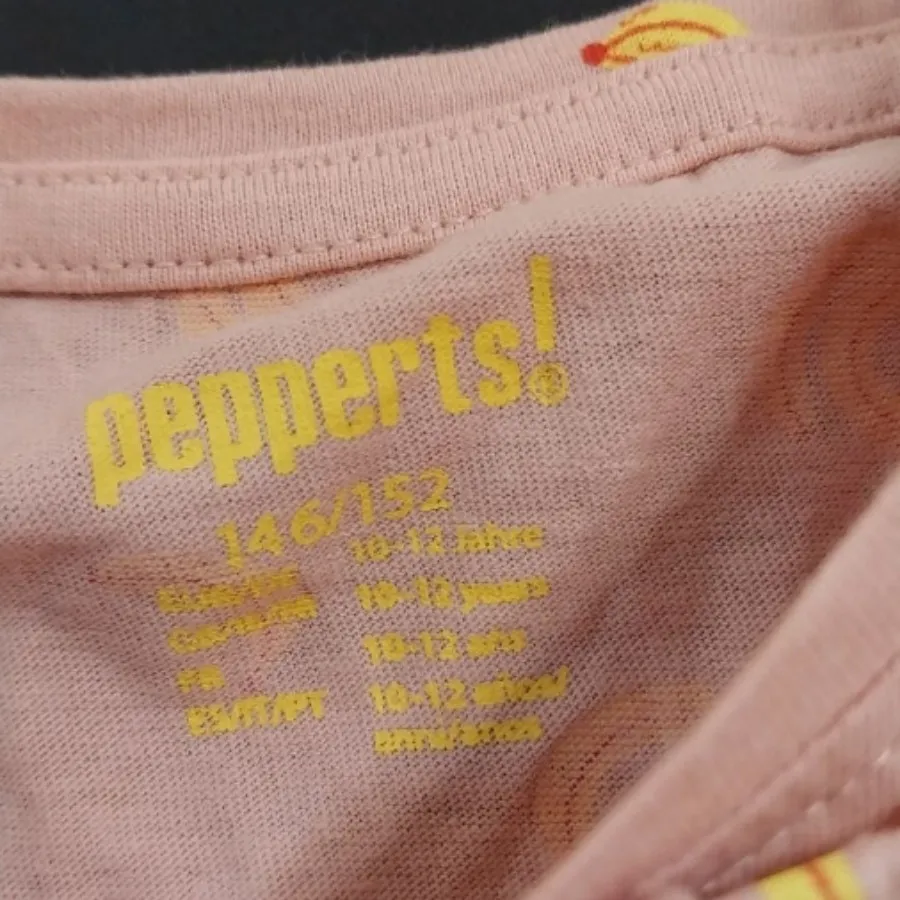 pepperts!®
146/152
10-12 Jahre
10-12 years
10-12 ans
FR
ES/IT/PT 10-12 años/
anni/anos